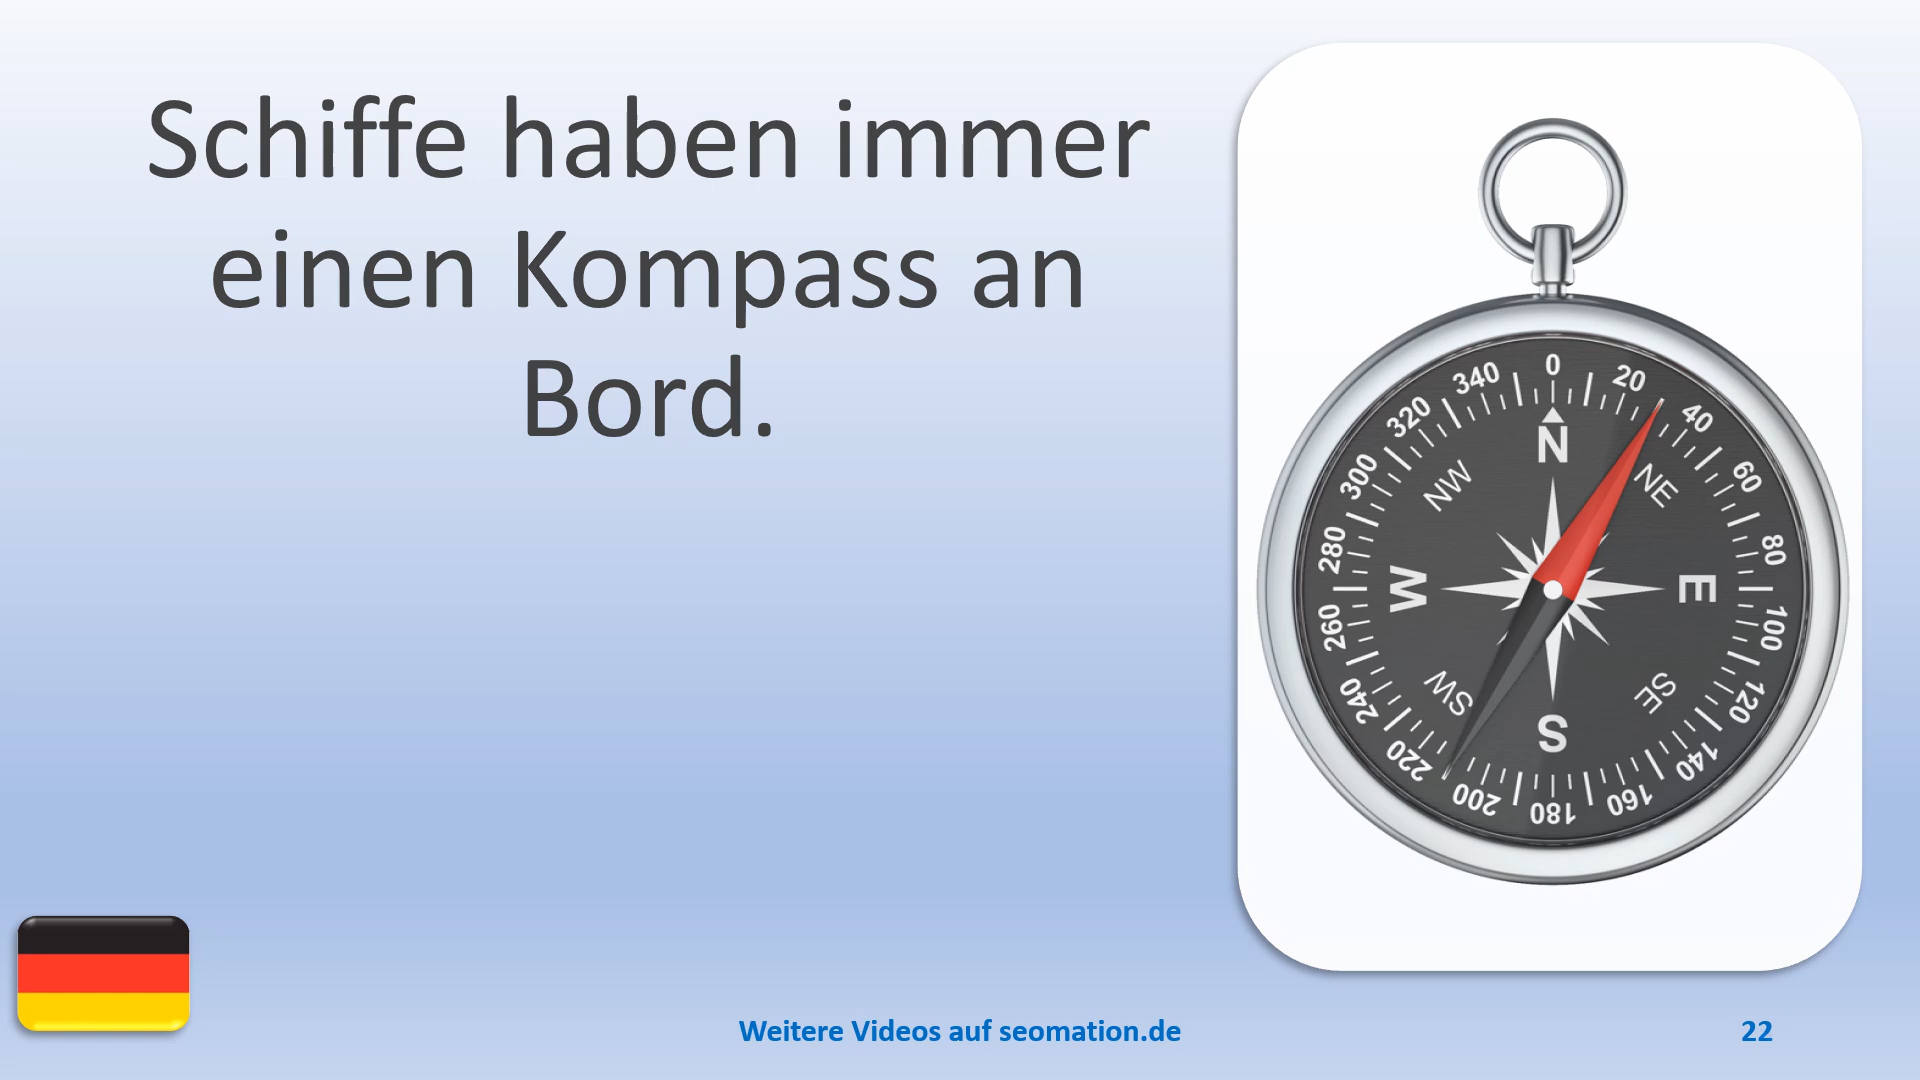 Schiffe haben immer
einen Kompass an
Bord.
0
20
40
60
80
100
120
140
160
180
200
220
240
260
280
300
320
340
N
NE
E
SE
S
SW
W
NW
Weitere Videos auf seomation.de
22